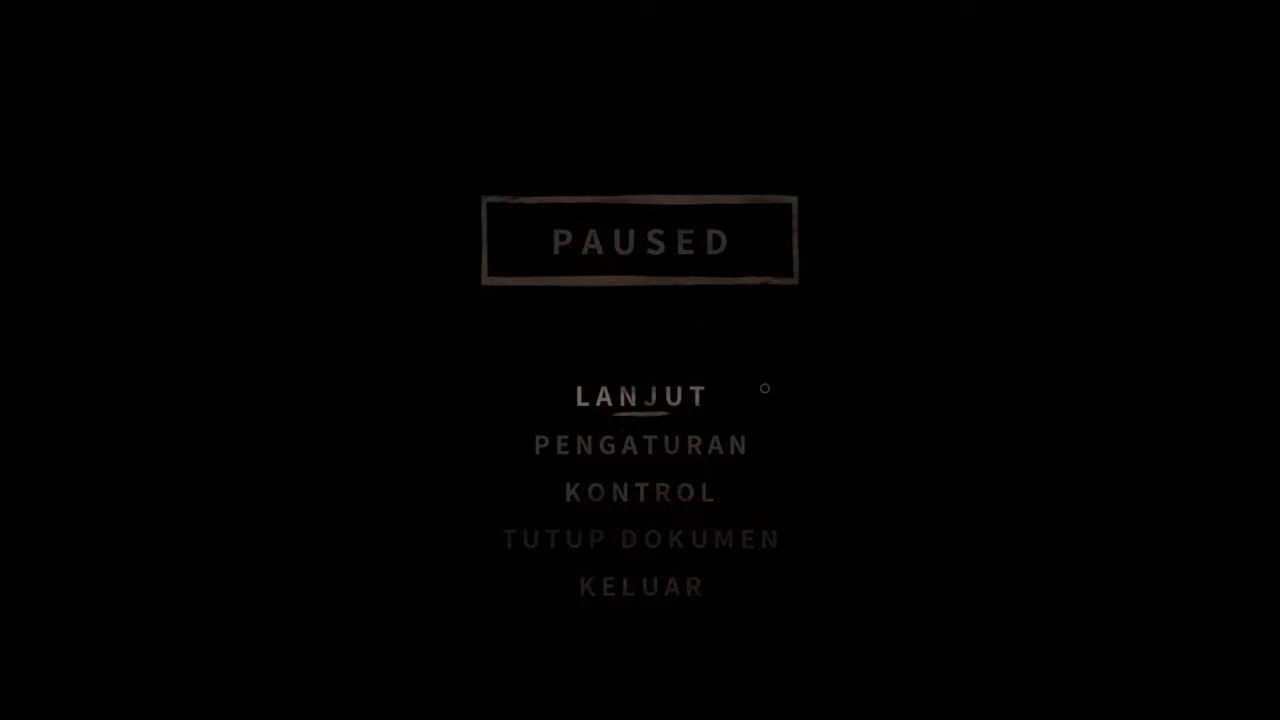 PAUSED
LANJUT
PENGATURAN
KONTROL
TUTUP DOKUMEN
KELUAR